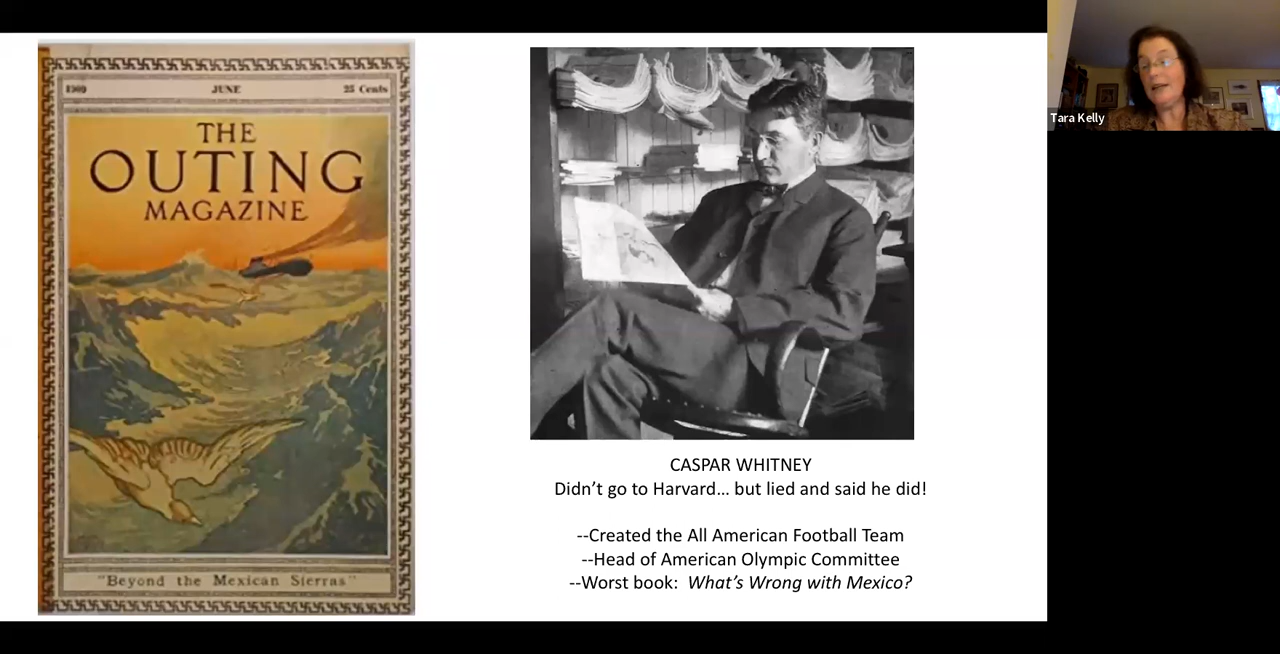 1909 JUNE 25 Cents
THE
OUTING
MAGAZINE
"Beyond the Mexican Sierras"
CASPAR WHITNEY
Didn’t go to Harvard… but lied and said he did!
--Created the All American Football Team
--Head of American Olympic Committee
--Worst book:  What’s Wrong with Mexico?
Tara Kelly